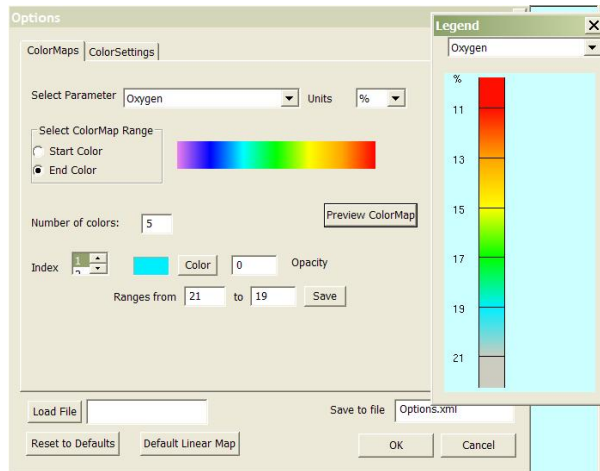 Options
ColorMaps
ColorSettings
Select Parameter
Oxygen
Units
%
Select ColorMap Range
Start Color
End Color
Number of colors:
5
Preview ColorMap
Index
1
Color
0
Opacity
Ranges from
21
to
19
Save
Load File
Save to file
Options.xml
Reset to Defaults
Default Linear Map
OK
Cancel
Legend
X
Oxygen
%
11
13
15
17
19
21